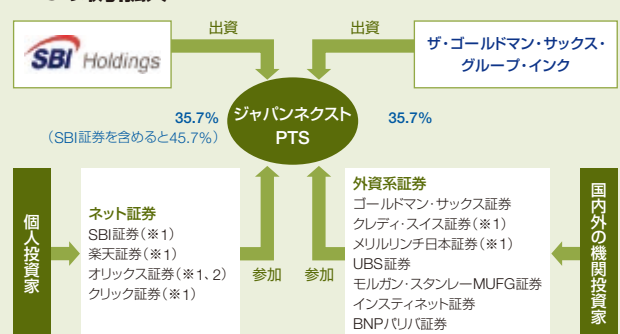 出資
出資
SBI Holdings
ザ・ゴールドマン・サックス・
グループ・インク
35.7%
(SBI証券を含めると45.7%)
ジャパンネクスト
PTS
35.7%
個人投資家
ネット証券
SBI証券(※1)
楽天証券(※1)
オリックス証券(※1、2)
クリック証券(※1)
参加
参加
外資系証券
ゴールドマン・サックス証券
クレディ・スイス証券(※1)
メリルリンチ日本証券(※1)
UBS証券
モルガン・スタンレーMUFG証券
インスティネット証券
BNPパリバ証券
国内外の機関投資家